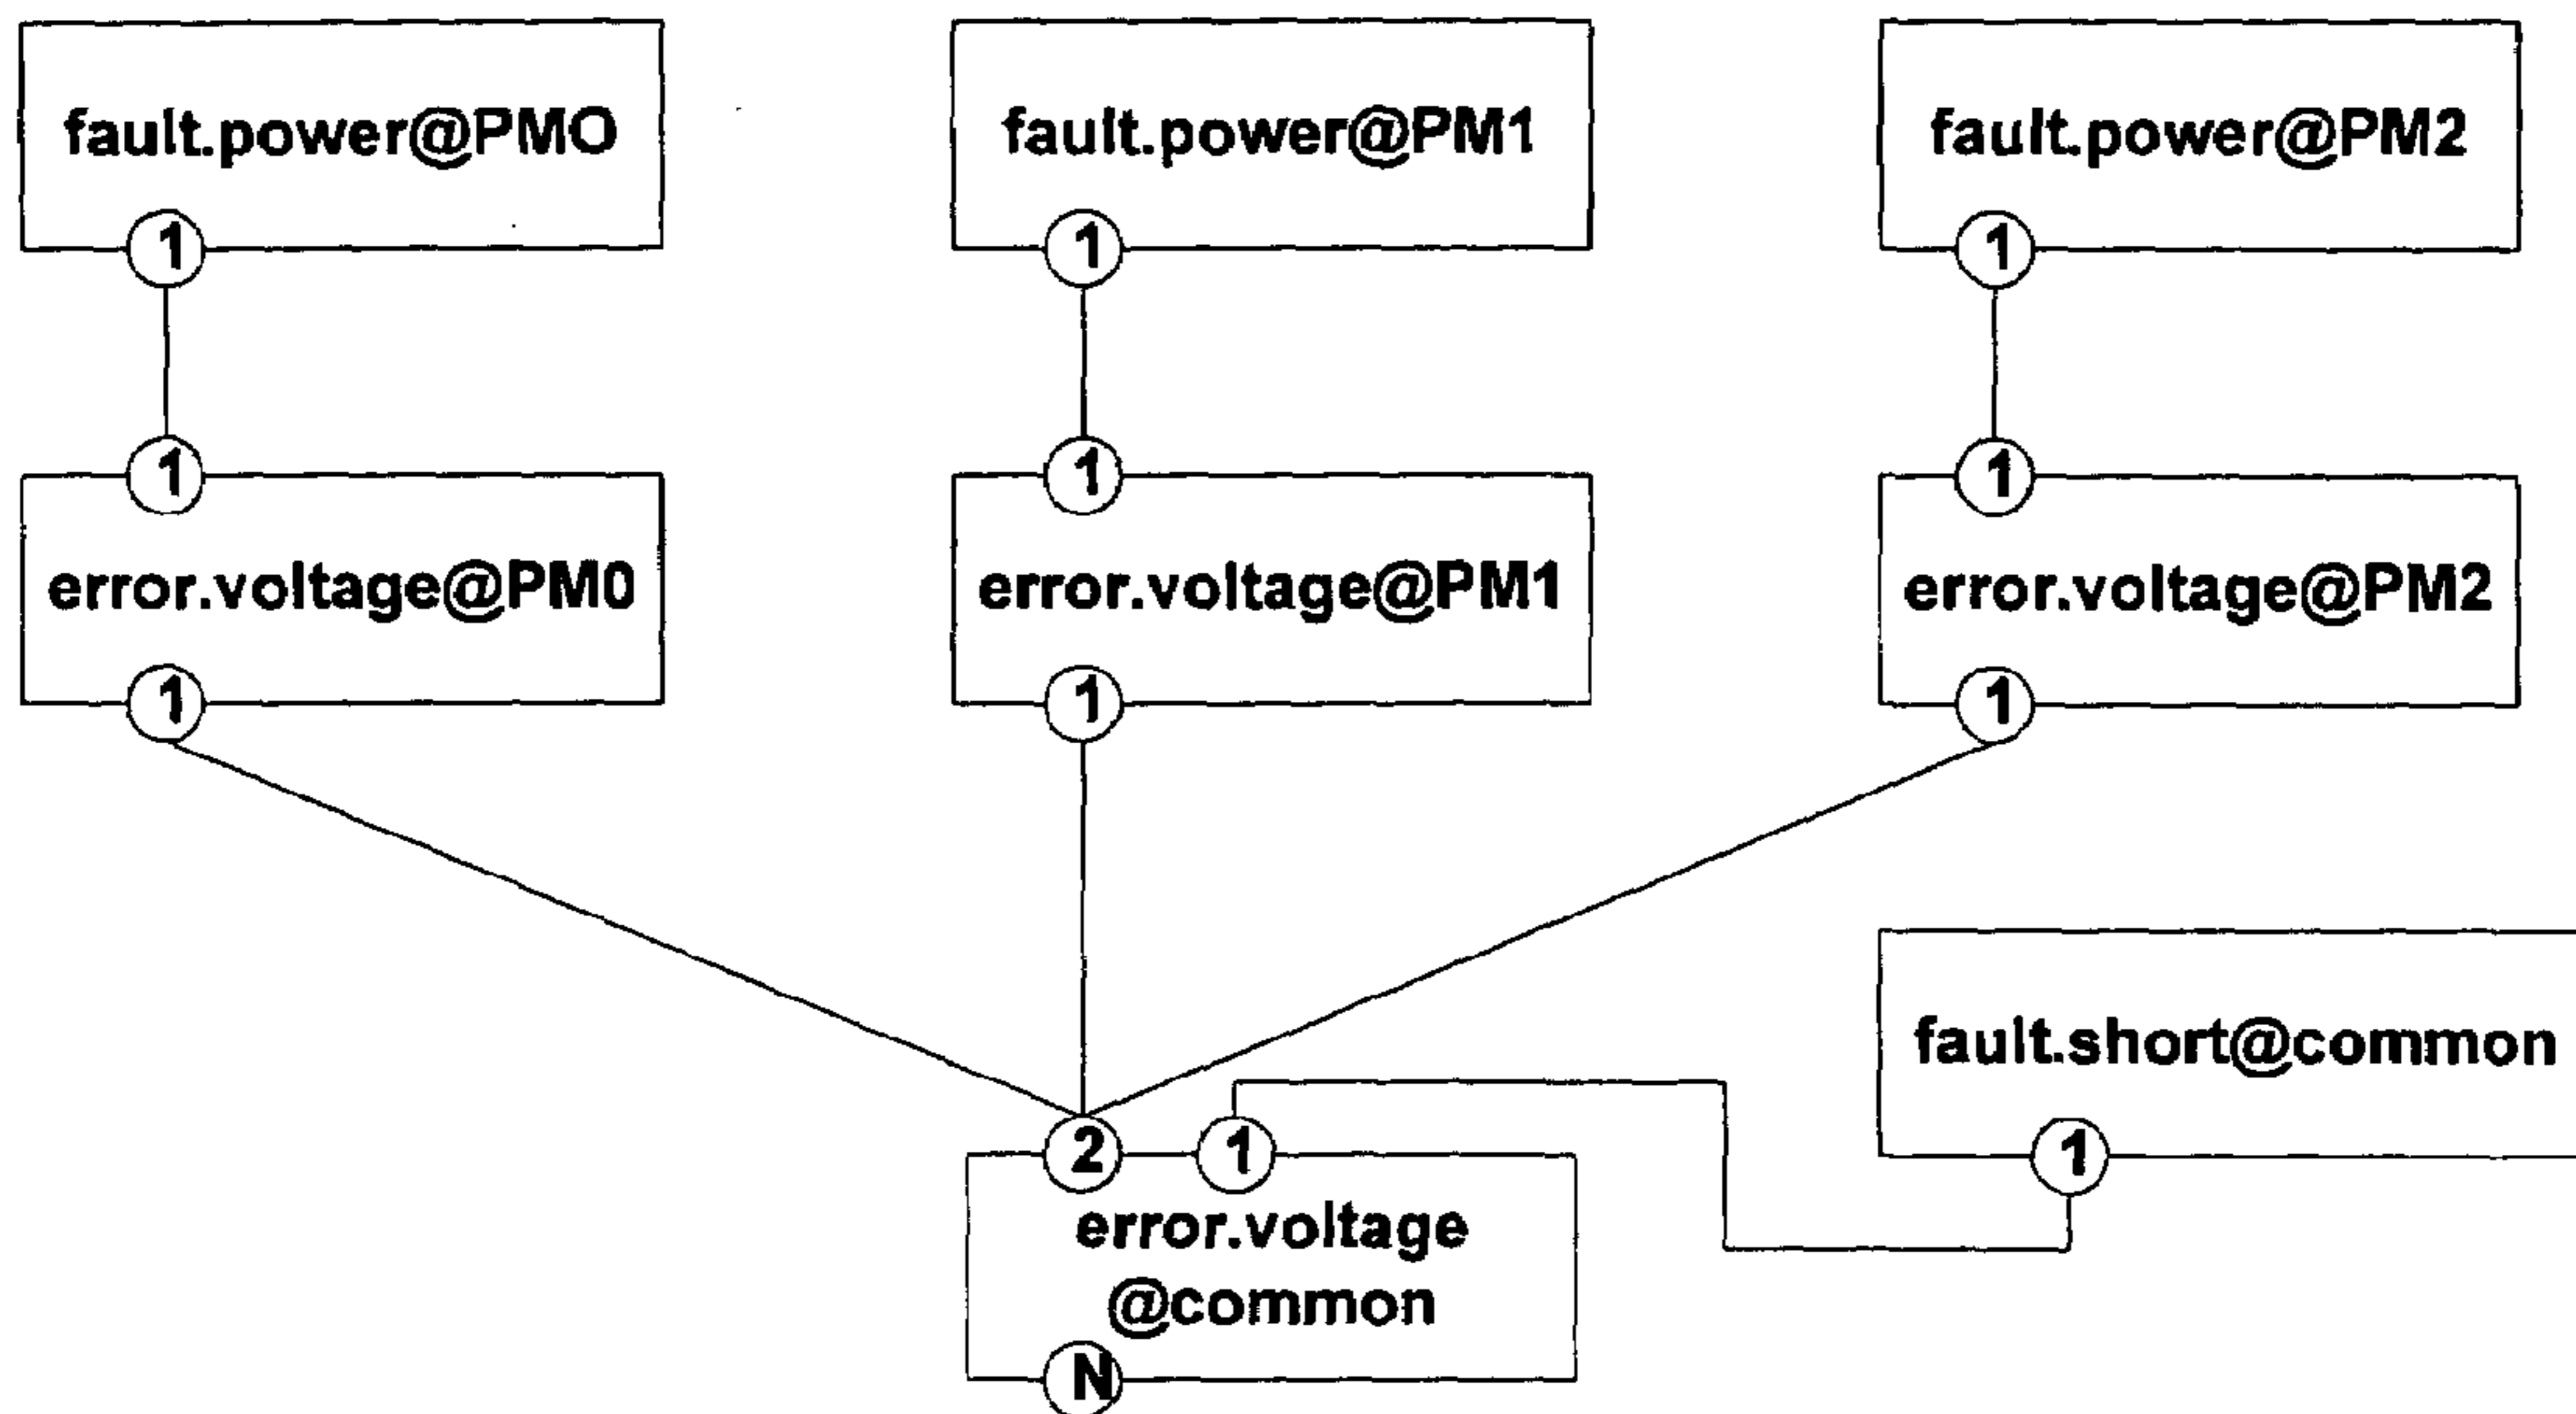 fault.power@PMO
fault.power@PM1
fault.power@PM2
1
1
1
1
1
1
error.voltage@PM0
error.voltage@PM1
error.voltage@PM2
1
1
1
fault.short@common
2
1
1
error.voltage
@common
N